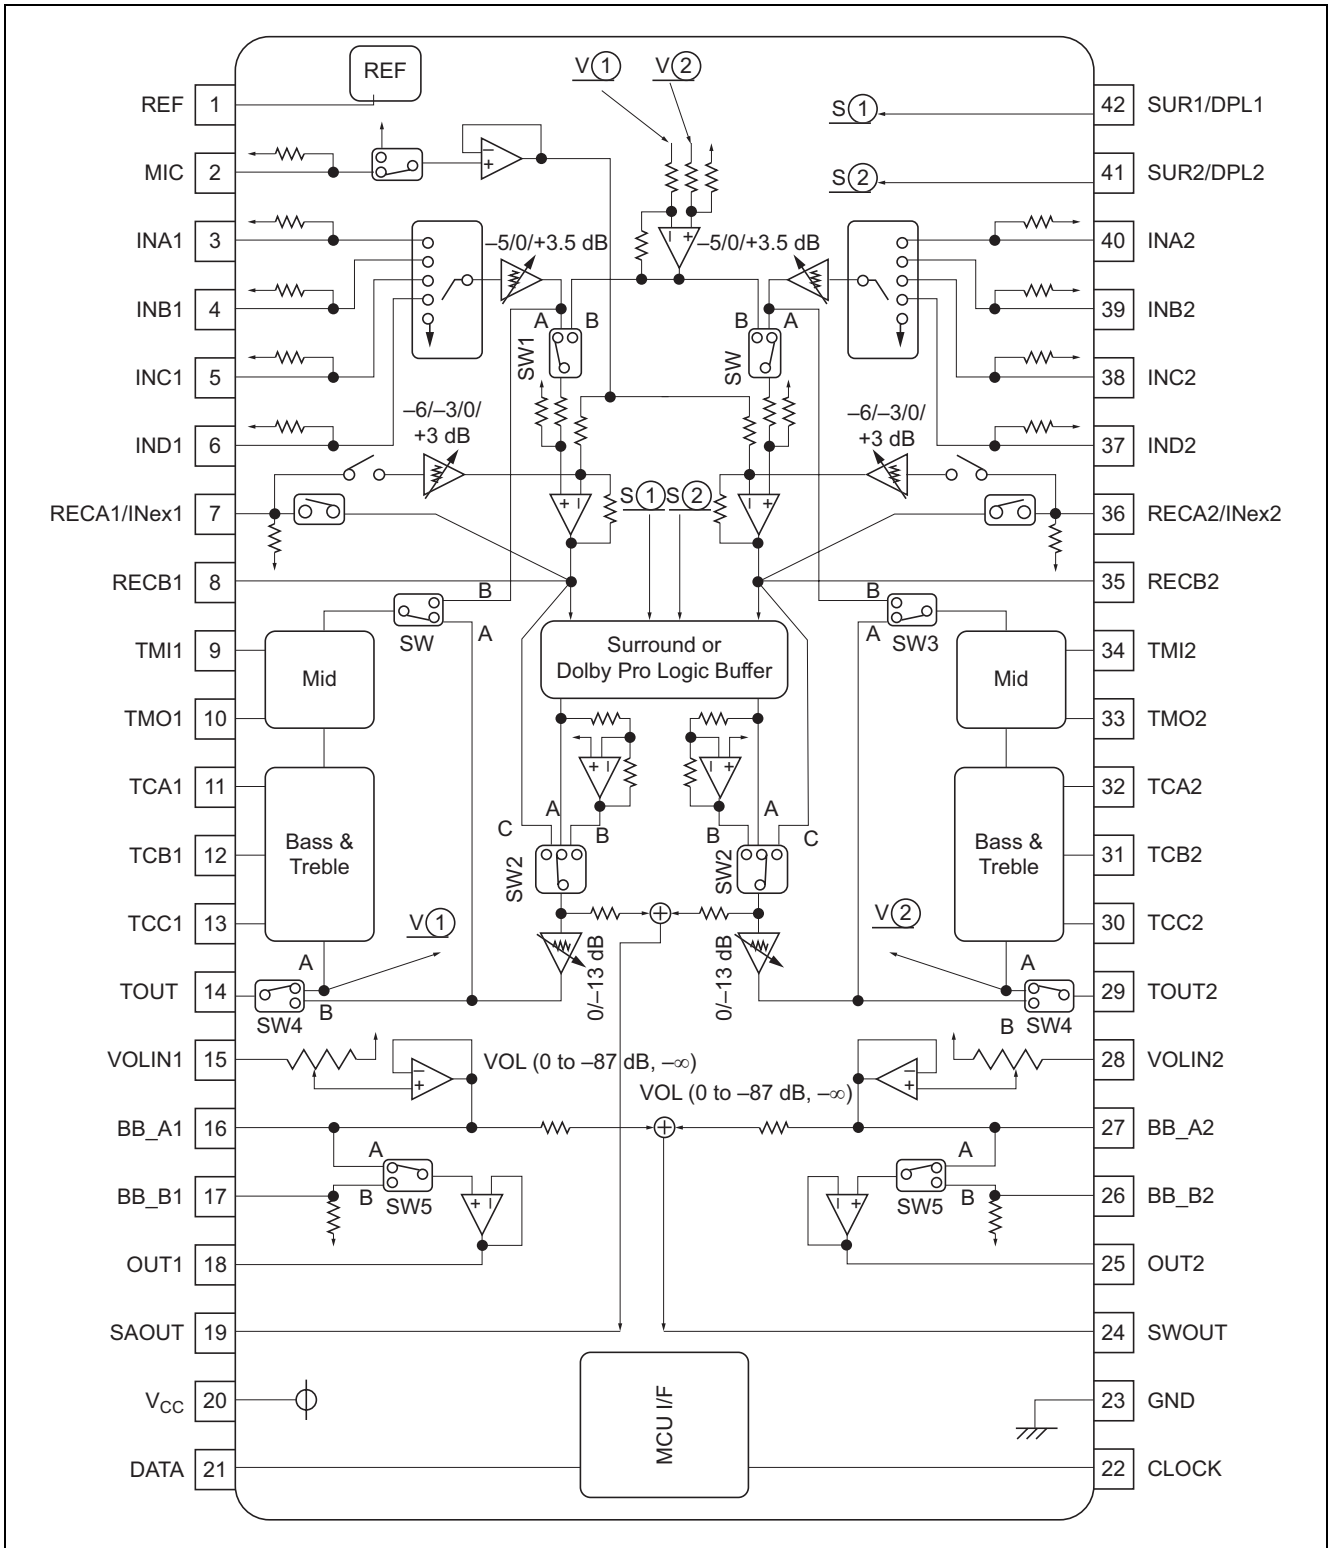 REF
V① V②
REF 1
42 SUR1/DPL1
S①
MIC 2
– +
41 SUR2/DPL2
S②
INA1 3
–5/0/+3.5 dB
– +
–5/0/+3.5 dB
40 INA2
INB1 4
A B
B A
39 INB2
SW1
SW
INC1 5
38 INC2
–6/–3/0/
+3 dB
–6/–3/0/
+3 dB
IND1 6
37 IND2
S① S②
+ –
– +
RECA1/INex1 7
36 RECA2/INex2
RECB1 8
35 RECB2
B
SW
A
B
A
SW3
Surround or
Dolby Pro Logic Buffer
TMI1 9
Mid
Mid
34 TMI2
TMO1 10
33 TMO2
+ –
– +
TCA1 11
32 TCA2
A
B
C
A
B
C
Bass &
Treble
Bass &
Treble
TCB1 12
31 TCB2
SW2
SW2
TCC1 13
V①
V②
30 TCC2
0/–13 dB
0/–13 dB
A
A
TOUT 14
B
SW4
29 TOUT2
B SW4
VOLIN1 15
– +
VOL (0 to –87 dB, –∞)
– +
28 VOLIN2
VOL (0 to –87 dB, –∞)
BB_A1 16
27 BB_A2
A
A
BB_B1 17
B SW5
+ –
– +
SW5 B
26 BB_B2
OUT1 18
25 OUT2
SAOUT 19
24 SWOUT
VCC 20
MCU I/F
23 GND
DATA 21
22 CLOCK